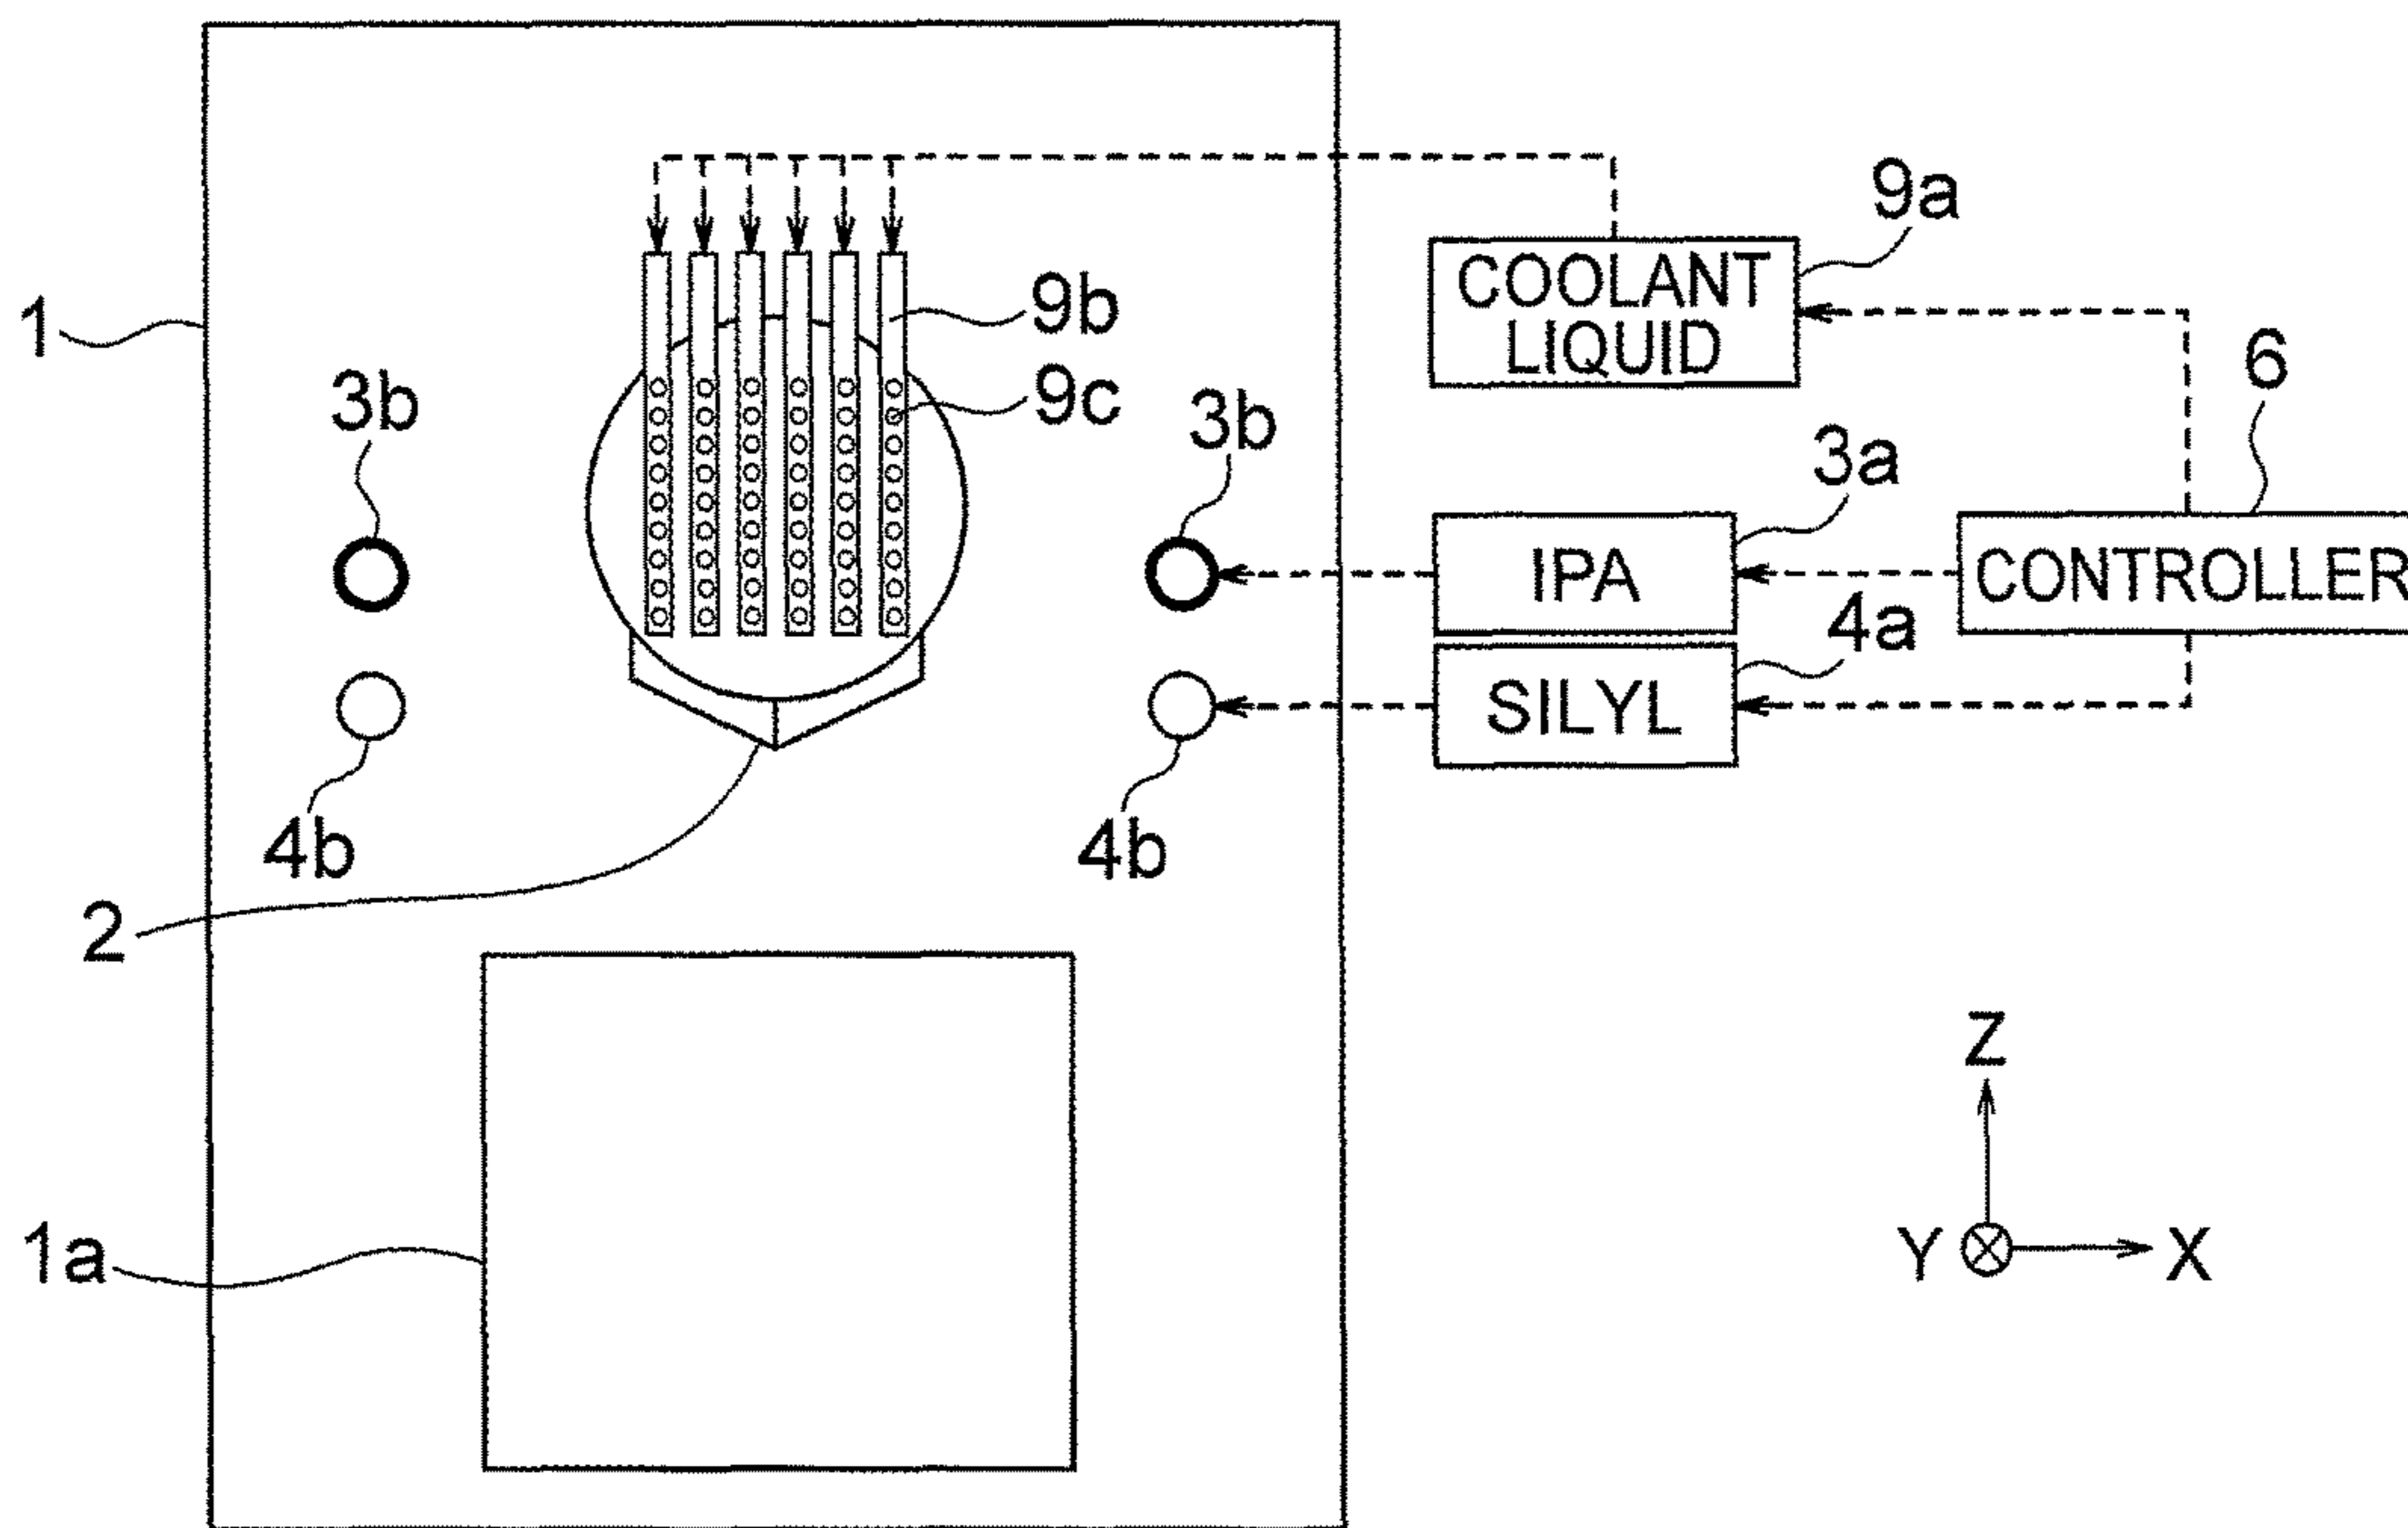 9a
COOLANT
LIQUID
1
9b
6
3b
9c
3b
3a
IPA
CONTROLLER
4a
SILYL
4b
4b
2
Z
1a
Y
X